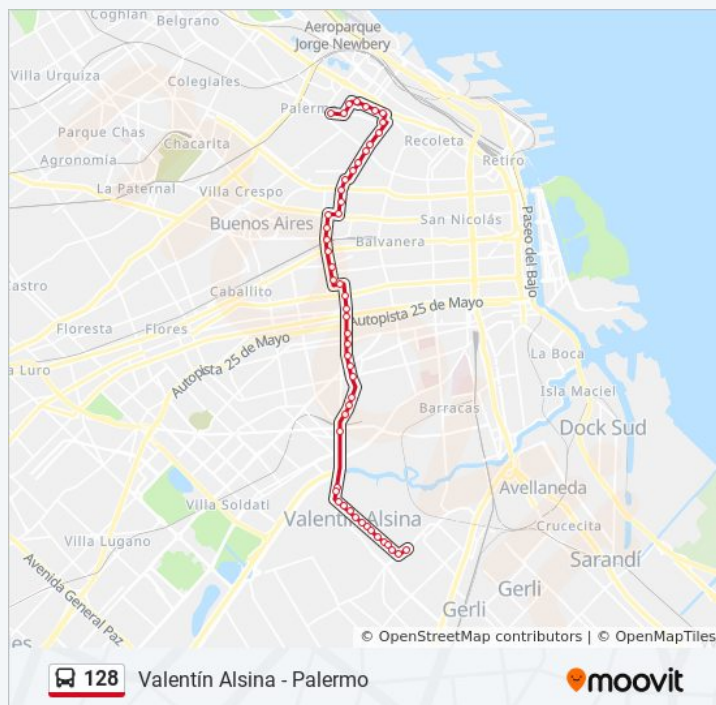 Coghlan
Belgrano
Aeroparque
Jorge Newbery
Villa Urquiza
Colegiales
Palermo
Parque Chas
Chacarita
Recoleta
Agronomía
Retiro
La Paternal
Villa Crespo
San Nicolás
Buenos Aires
Balvanera
Paseo del Bajo
Castro
Caballito
Autopista 25 de Mayo
Floresta
Flores
Autopista 25 de Mayo
La Boca
a Luro
Isla Maciel
Barracas
Dock Sud
Avellaneda
Villa Soldati
Valentín Alsina
Crucecita
Villa Lugano
Sarandí
Avenida General Paz
Gerli
Gerli
es
© OpenStreetMap contributors | © OpenMapTiles
128 Valentín Alsina - Palermo
moovit